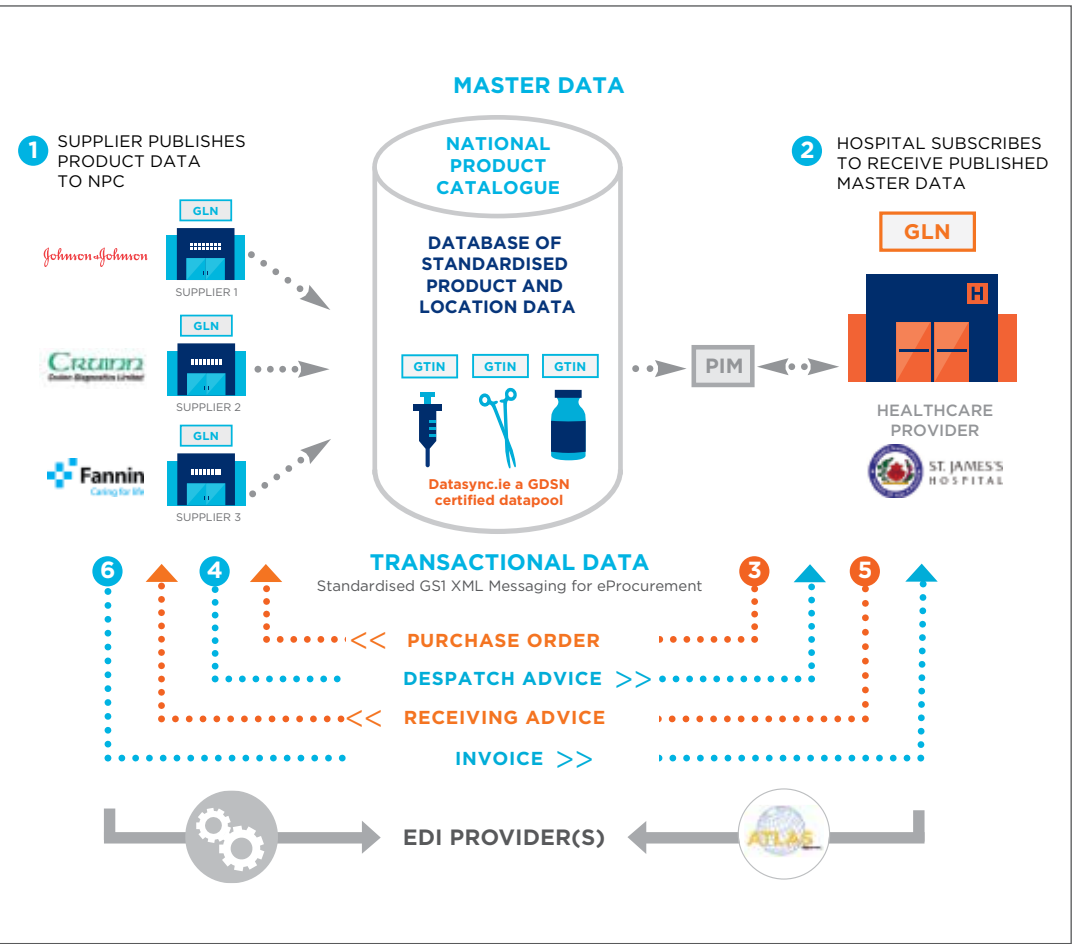 MASTER DATA
1
SUPPLIER PUBLISHES
PRODUCT DATA
TO NPC
NATIONAL
PRODUCT
CATALOGUE
2
HOSPITAL SUBSCRIBES
TO RECEIVE PUBLISHED
MASTER DATA
GLN
Johnson & Johnson
SUPPLIER 1
GLN
CRUINN
Cruinn Diagnostics Limited
SUPPLIER 2
GLN
Fannin
Caring for life
SUPPLIER 3
DATABASE OF
STANDARDISED
PRODUCT AND
LOCATION DATA
GTIN GTIN GTIN
Datasync.ie a GDSN
certified datapool
PIM
GLN
H
HEALTHCARE
PROVIDER
ST. JAMES'S
HOSPITAL
TRANSACTIONAL DATA
Standardised GS1 XML Messaging for eProcurement
6 4 3 5
<< PURCHASE ORDER
DESPATCH ADVICE >>
<< RECEIVING ADVICE
INVOICE >>
EDI PROVIDER(S)
ATLAS